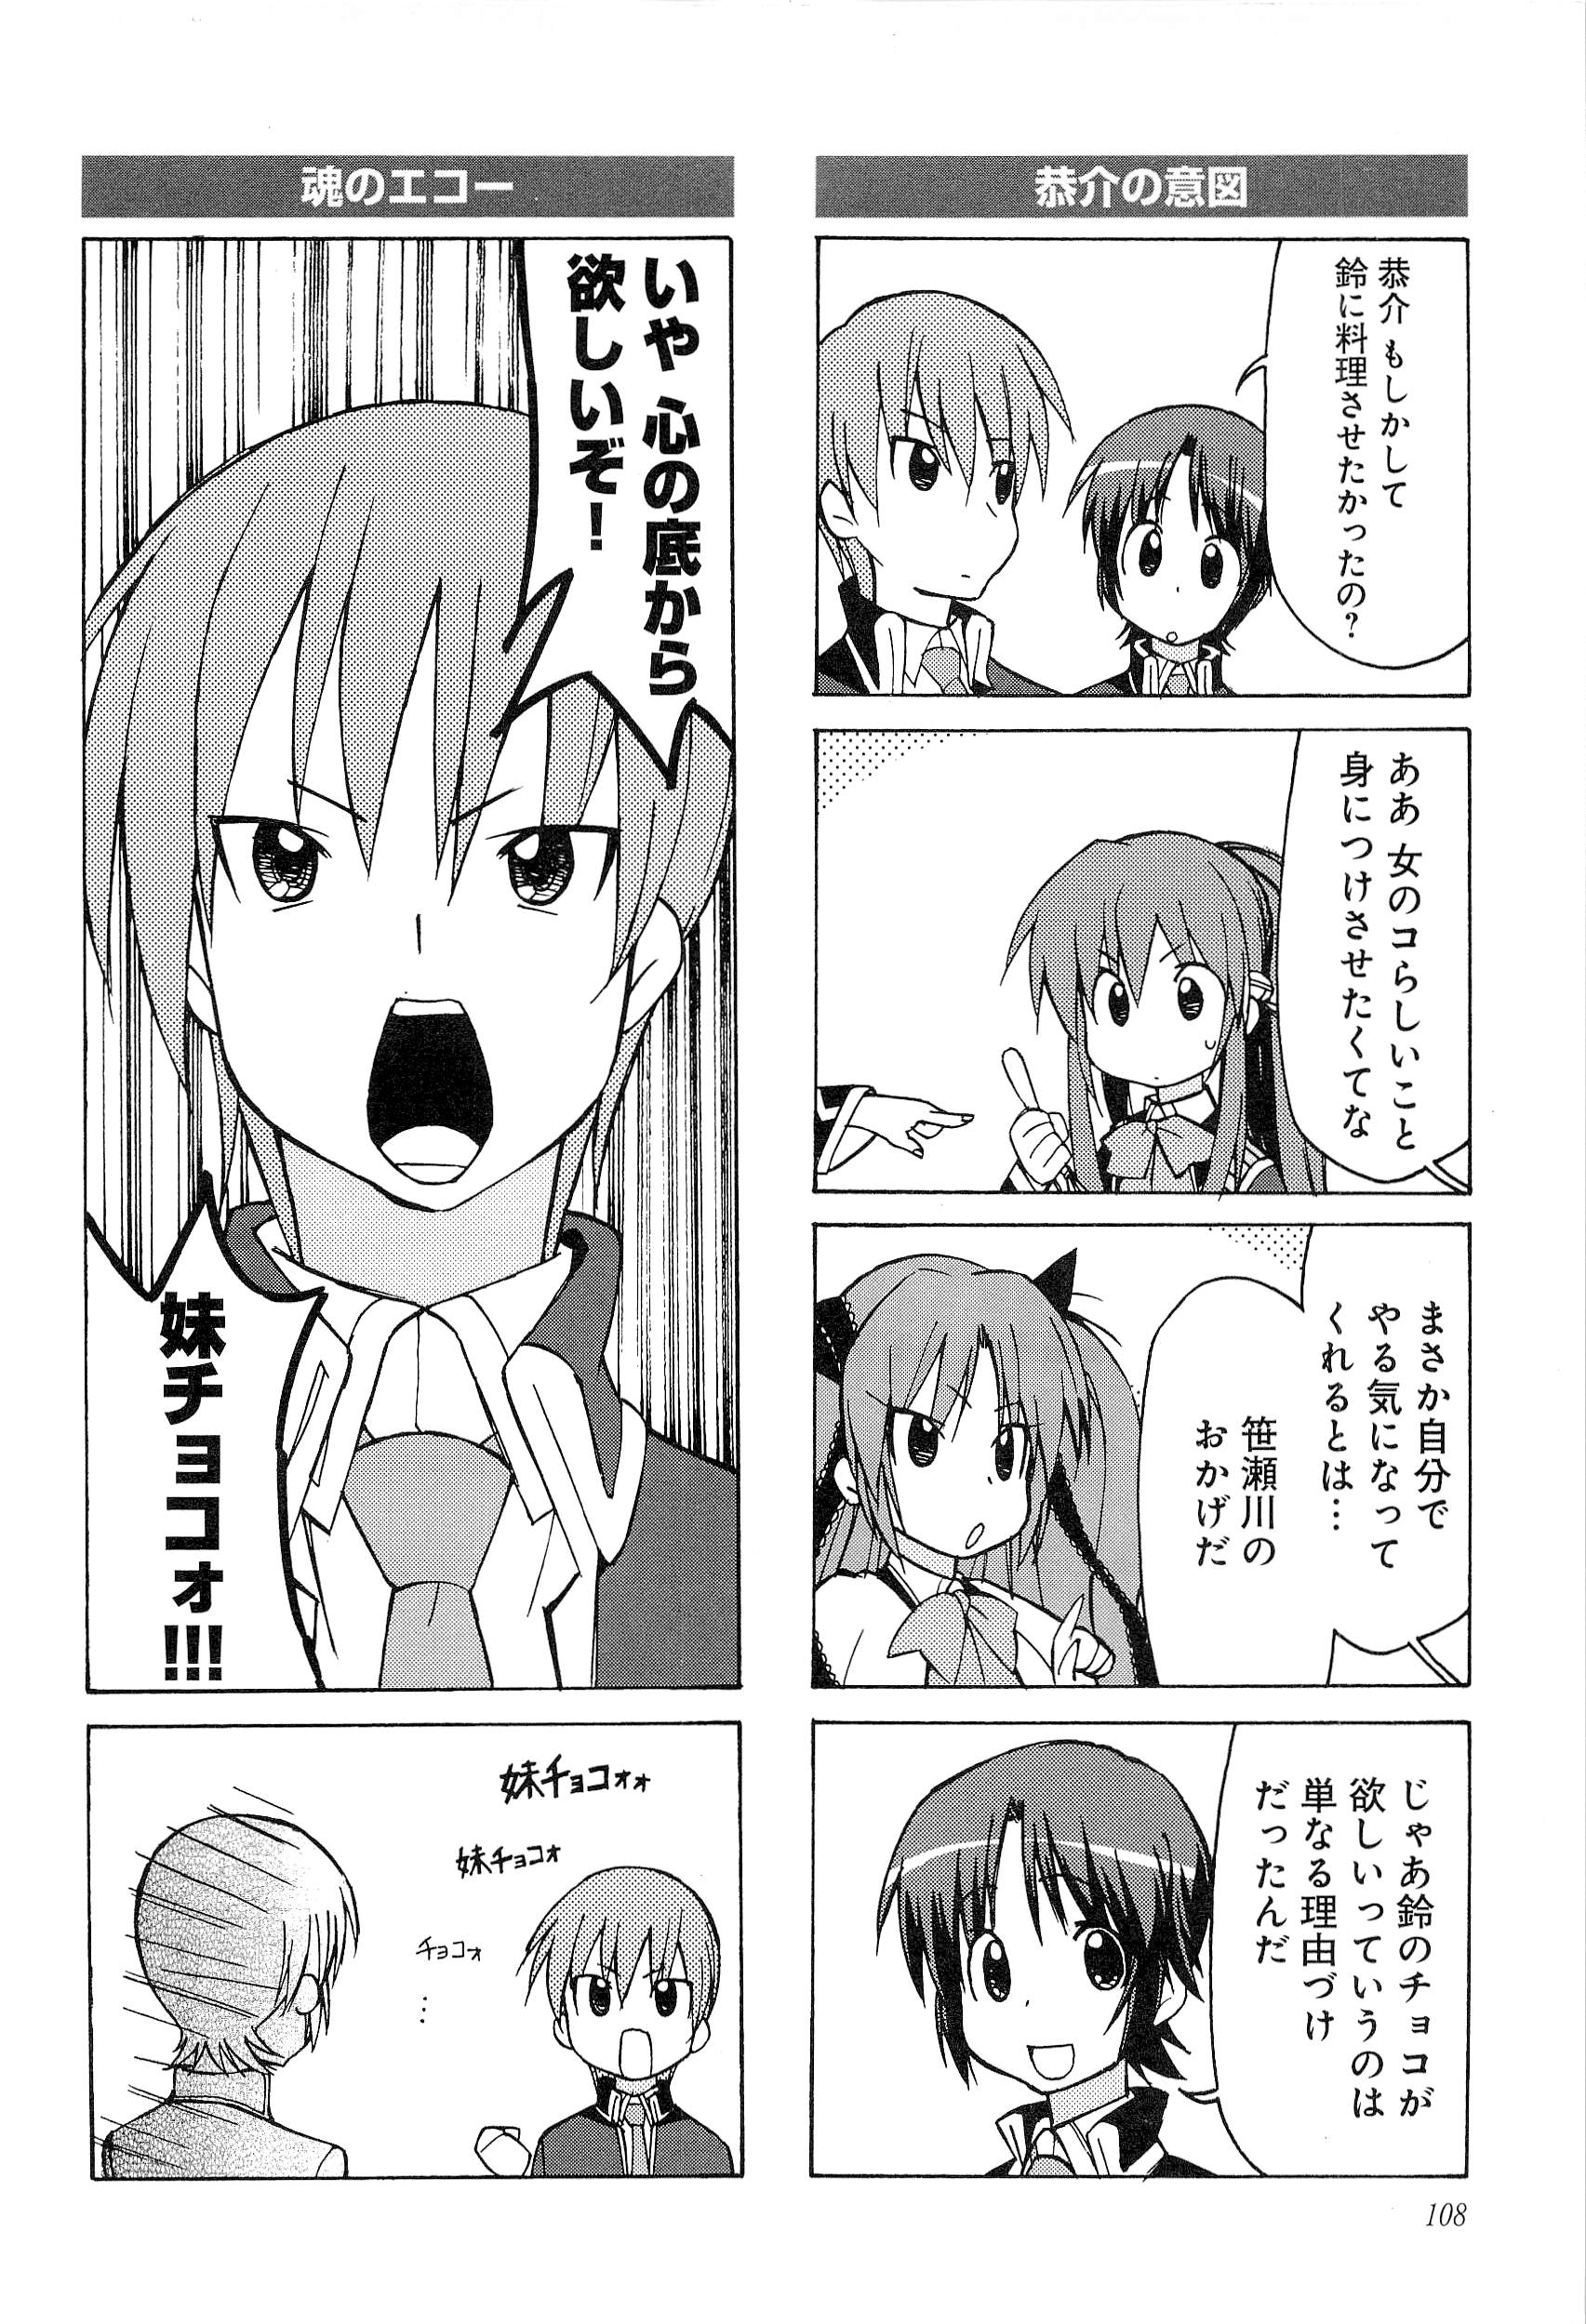 恭介の意図
恭介 もしかして
鈴に料理させたかったの?
ああ 女のコらしいこと
身につけさせたくてな
まさか自分で
やる気になって
くれるとは…
笹瀬川の
おかげだ
じゃあ鈴のチョコが
欲しいっていうのは
単なる理由づけ
だったんだ
魂のエコー
いや 心の底から
欲しいぞ!
妹チョコォ!!!
妹チョコォォ
妹チョコォ
チョコォ
…
108